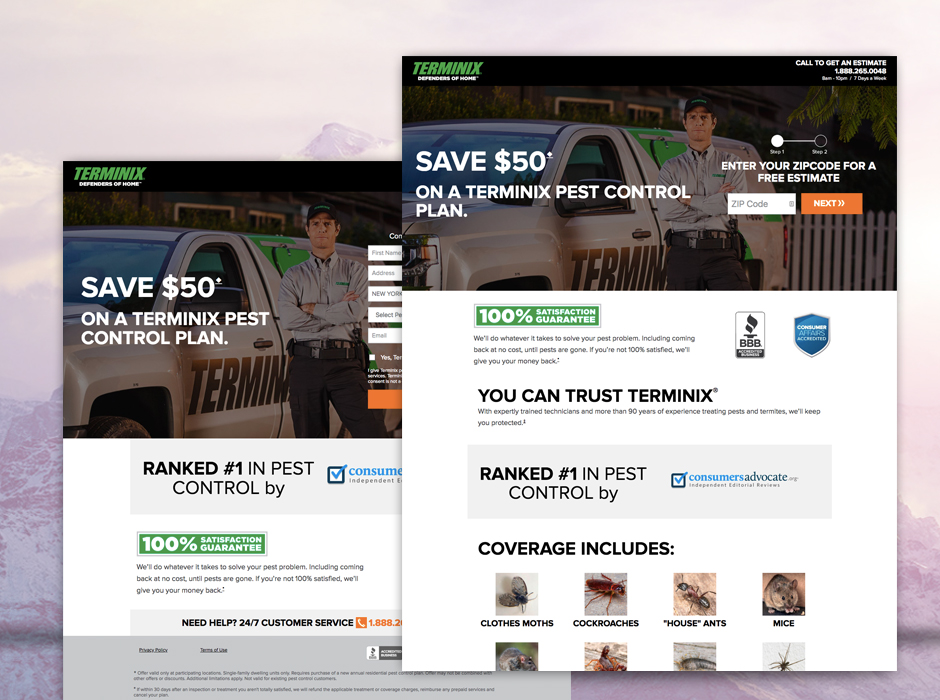 TERMINIX
DEFENDERS OF HOME™
SAVE $50‡
ON A TERMINIX PEST
CONTROL PLAN.
TERMIN
First Name
Address
NEW YORK
Select Pe
Email
Yes, Ter
RANKED #1 IN PEST
CONTROL by
consume
Independent E
100% SATISFACTION
GUARANTEE
We'll do whatever it takes to solve your pest problem. Including coming
back at no cost, until pests are gone. If you're not 100% satisfied, we'll
give you your money back.‡
NEED HELP? 24/7 CUSTOMER SERVICE 1.888.2
Privacy Policy
Terms of Use
BBB.
ACCREDITED
BUSINESS
* Offer valid only at participating locations. Single-family dwelling units only. Requires purchase of a new annual residential pest control plan. Offer may not be combined with
other offers or discounts. Additional limitations apply. Not valid for existing pest control customers.
‡ If within 30 days after an inspection or treatment you aren't totally satisfied, we will refund the applicable treatment or coverage charges, reimburse any prepaid services and
cancel your plan.
TERMINIX
DEFENDERS OF HOME™
CALL TO GET AN ESTIMATE
1.888.265.0048
8am - 10pm / 7 Days a Week
SAVE $50‡
ON A TERMINIX PEST CONTROL
PLAN.
TERMIN
Step 1
Step 2
ENTER YOUR ZIPCODE FOR A
FREE ESTIMATE
ZIP Code
NEXT »
100% SATISFACTION
GUARANTEE
We'll do whatever it takes to solve your pest problem. Including coming
back at no cost, until pests are gone. If you're not 100% satisfied, we'll
give you your money back.‡
BBB.
ACCREDITED
BUSINESS
CONSUMER
AFFAIRS
ACCREDITED
YOU CAN TRUST TERMINIX®
With expertly trained technicians and more than 90 years of experience treating pests and termites, we'll keep
you protected.‡
RANKED #1 IN PEST
CONTROL by
consumersadvocate.org
Independent Editorial Reviews
COVERAGE INCLUDES:
CLOTHES MOTHS
COCKROACHES
"HOUSE" ANTS
MICE